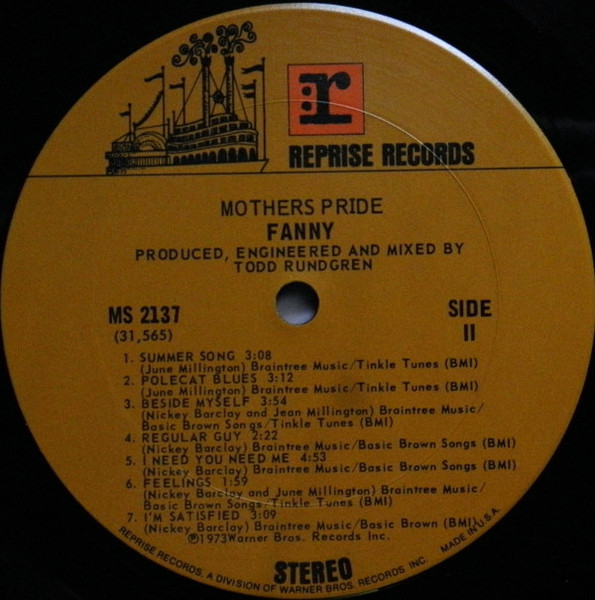 r
REPRISE RECORDS
MOTHERS PRIDE
FANNY
PRODUCED, ENGINEERED AND MIXED BY
TODD RUNDGREN
MS 2137
(31,565)
SIDE
II
1. SUMMER SONG 3:08
(June Millington) Braintree Music/Tinkle Tunes (BMI)
2. POLECAT BLUES 3:12
(June Millington) Braintree Music/Tinkle Tunes (BMI)
3. BESIDE MYSELF 3:54
(Nickey Barclay and Jean Millington) Braintree Music/
Basic Brown Songs/Tinkle Tunes (BMI)
4. REGULAR GUY 2:22
(Nickey Barclay) Braintree Music/Basic Brown Songs (BMI)
5. I NEED YOU NEED ME 4:53
(Nickey Barclay) Braintree Music/Basic Brown Songs (BMI)
6. FEELINGS 1:59
(Nickey Barclay and June Millington) Braintree Music/
Basic Brown Songs/Tinkle Tunes (BMI)
7. I'M SATISFIED 3:09
(Nickey Barclay) Braintree Music/Basic Brown (BMI)
℗1973Warner Bros. Records Inc.
STEREO
REPRISE RECORDS, A DIVISION OF WARNER BROS. RECORDS INC. MADE IN U.S.A.